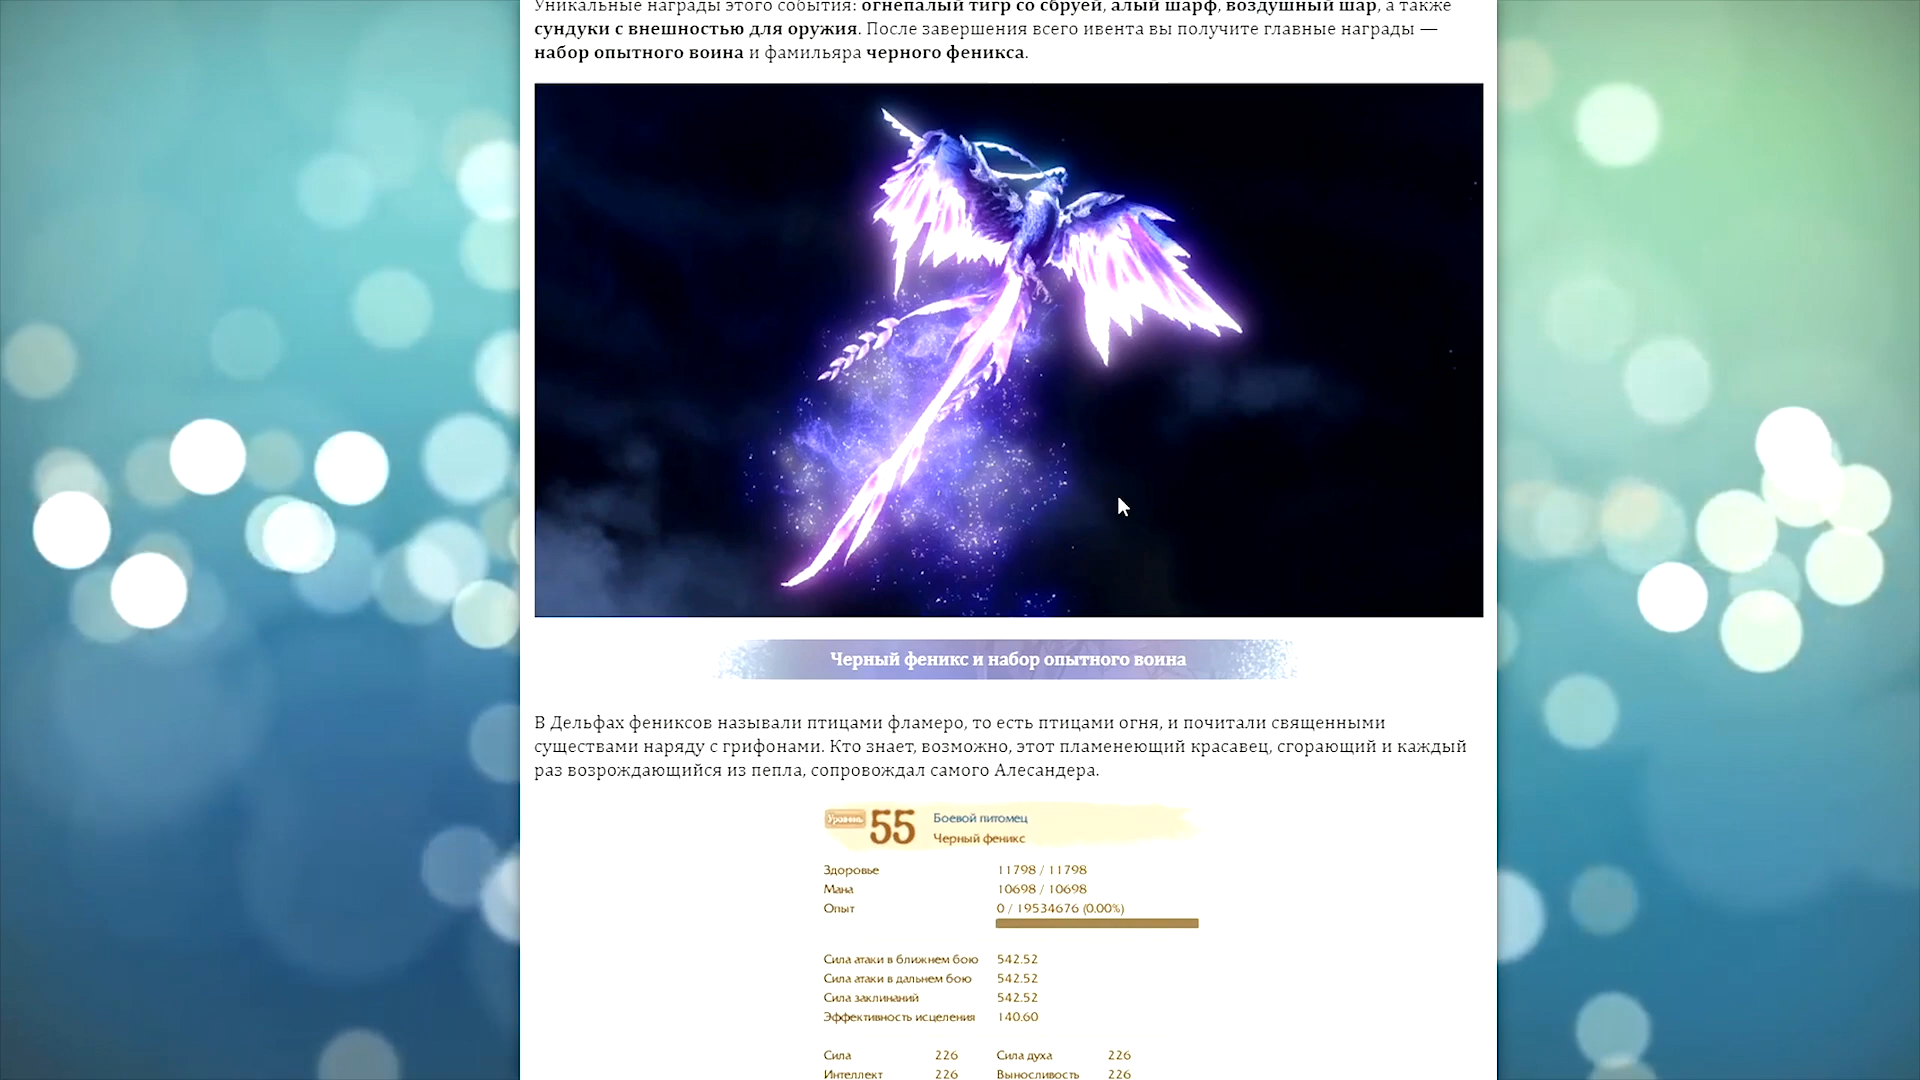 Уникальные награды этого события: огнепалый тигр со сбруей, алый шарф, воздушный шар, а также
сундуки с внешностью для оружия. После завершения всего ивента вы получите главные награды —
набор опытного воина и фамильяра черного феникса.
Черный феникс и набор опытного воина
В Дельфах фениксов называли птицами фламеро, то есть птицами огня, и почитали священными
существами наряду с грифонами. Кто знает, возможно, этот пламенеющий красавец, сгорающий и каждый
раз возрождающийся из пепла, сопровождал самого Алесандера.
Уровень 55 Боевой питомец
Черный феникс
Здоровье 11798 / 11798
Мана 10698 / 10698
Опыт 0 / 19534676 (0.00%)
Сила атаки в ближнем бою 542.52
Сила атаки в дальнем бою 542.52
Сила заклинаний 542.52
Эффективность исцеления 140.60
Сила 226 Сила духа 226
Интеллект 226 Выносливость 226